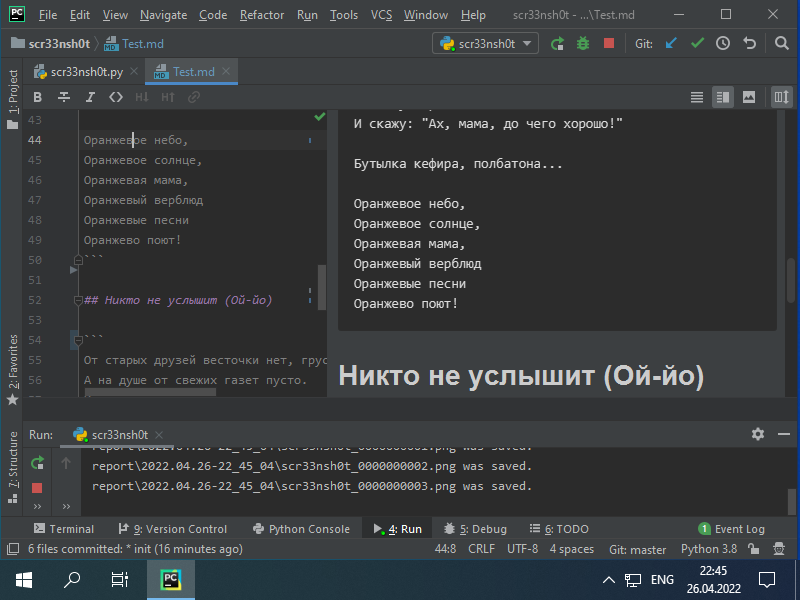 PC File Edit View Navigate Code Refactor Run Tools VCS Window Help scr33nsh0t - ...\Test.md
scr33nsh0t Test.md scr33nsh0t Git:
scr33nsh0t.py Test.md
B I H↓ H↑
1: Project
2: Favorites
7: Structure
43
44 Оранжевое небо,
45 Оранжевое солнце,
46 Оранжевая мама,
47 Оранжевый верблюд
48 Оранжевые песни
49 Оранжево поют!
50 ```
51
52 ## Никто не услышит (Ой-йо)
53
54 ```
55 От старых друзей весточки нет, грус
56 А на душе от свежих газет пусто.
И скажу: "Ах, мама, до чего хорошо!"
Бутылка кефира, полбатона...
Оранжевое небо,
Оранжевое солнце,
Оранжевая мама,
Оранжевый верблюд
Оранжевые песни
Оранжево поют!
Никто не услышит (Ой-йо)
Run: scr33nsh0t
report\2022.04.26-22_45_04\scr33nsh0t_0000000001.png was saved.
report\2022.04.26-22_45_04\scr33nsh0t_0000000002.png was saved.
report\2022.04.26-22_45_04\scr33nsh0t_0000000003.png was saved.
Terminal 9: Version Control Python Console 4: Run 5: Debug 6: TODO 1 Event Log
6 files committed: * init (16 minutes ago) 44:8 CRLF UTF-8 4 spaces Git: master Python 3.8
PC ENG 22:45
26.04.2022